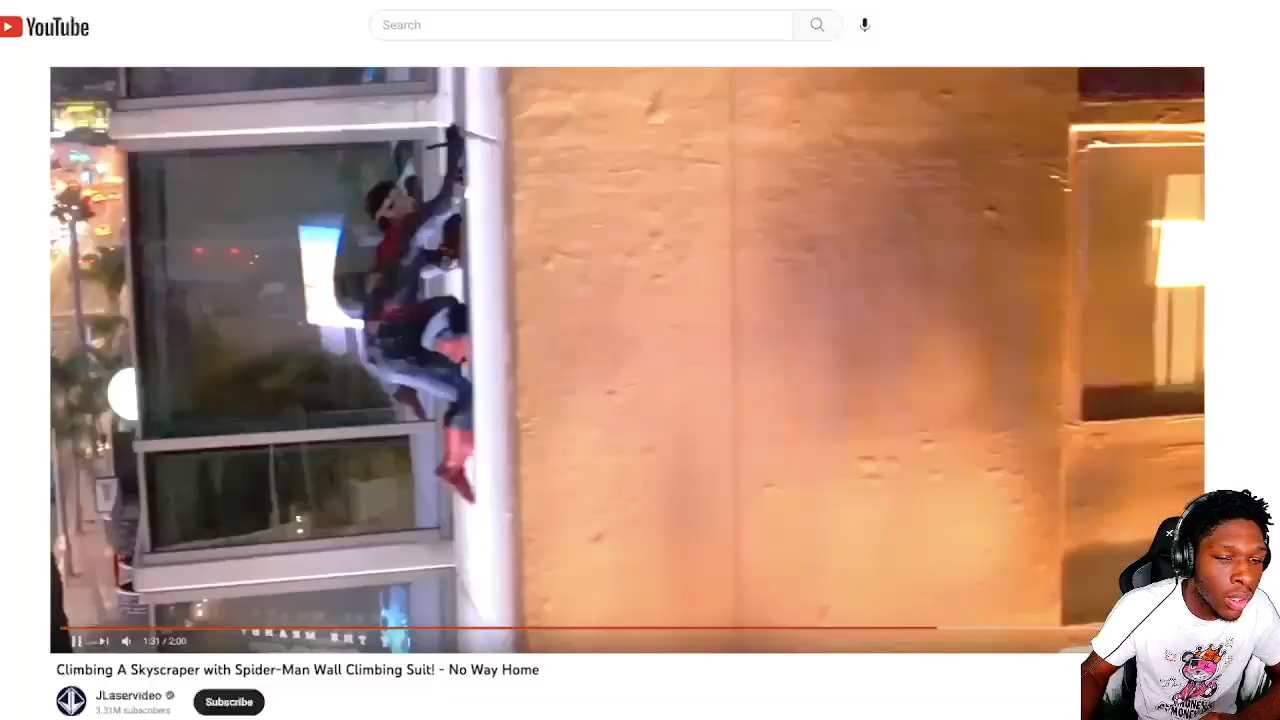 YouTube
Search
1:31 / 2:00
Climbing A Skyscraper with Spider-Man Wall Climbing Suit! - No Way Home
JLaservideo
3.31M subscribers
Subscribe